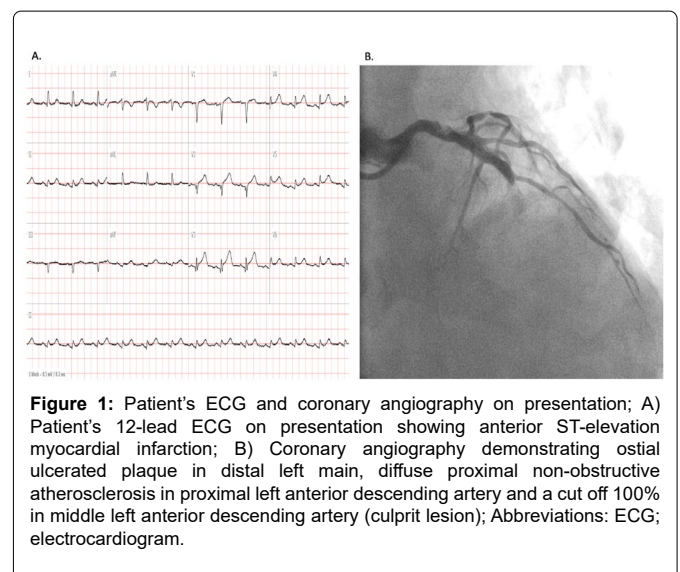 A.
B.
I
aVR
V1
V4
II
aVL
V2
V5
III
aVF
V3
V6
II
Figure 1: Patient’s ECG and coronary angiography on presentation; A)
Patient’s 12-lead ECG on presentation showing anterior ST-elevation
myocardial infarction; B) Coronary angiography demonstrating ostial
ulcerated plaque in distal left main, diffuse proximal non-obstructive
atherosclerosis in proximal left anterior descending artery and a cut off 100%
in middle left anterior descending artery (culprit lesion); Abbreviations: ECG;
electrocardiogram.